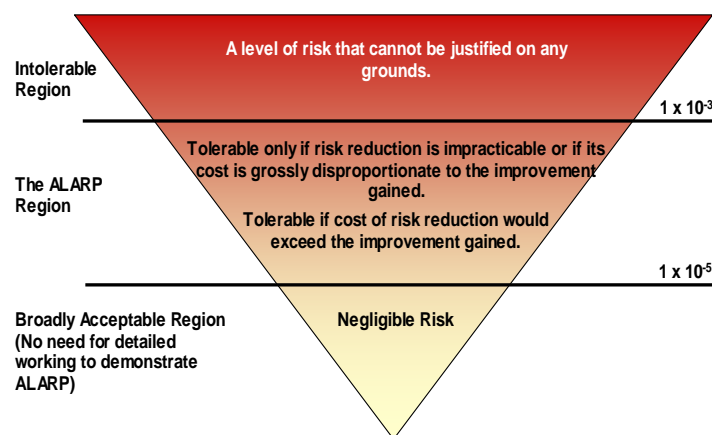 A level of risk that cannot be justified on any
grounds.
Intolerable
Region
1 x 10⁻³
Tolerable only if risk reduction is impracticable or if its
cost is grossly disproportionate to the improvement
gained.
The ALARP
Region
Tolerable if cost of risk reduction would
exceed the improvement gained.
1 x 10⁻⁵
Broadly Acceptable Region
(No need for detailed
working to demonstrate
ALARP)
Negligible Risk